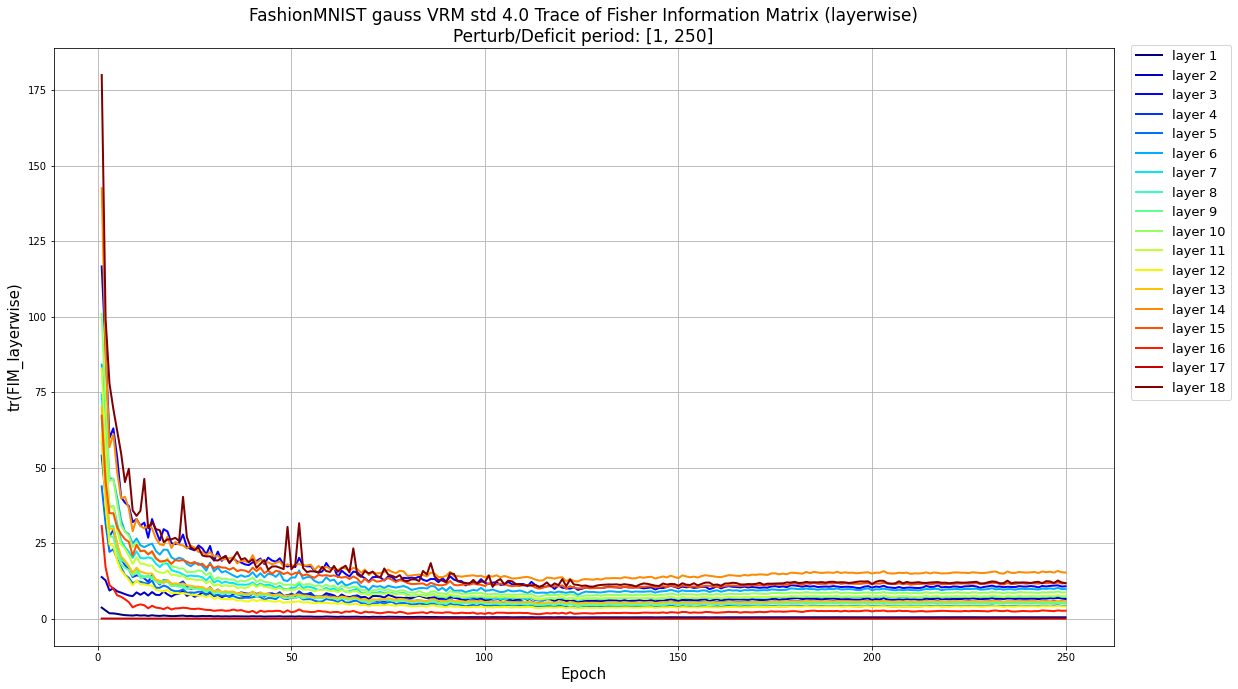 FashionMNIST gauss VRM std 4.0 Trace of Fisher Information Matrix (layerwise)
Perturb/Deficit period: [1, 250]
tr(FIM_layerwise)
175
150
125
100
75
50
25
0
0
50
100
150
200
250
Epoch
layer 1
layer 2
layer 3
layer 4
layer 5
layer 6
layer 7
layer 8
layer 9
layer 10
layer 11
layer 12
layer 13
layer 14
layer 15
layer 16
layer 17
layer 18